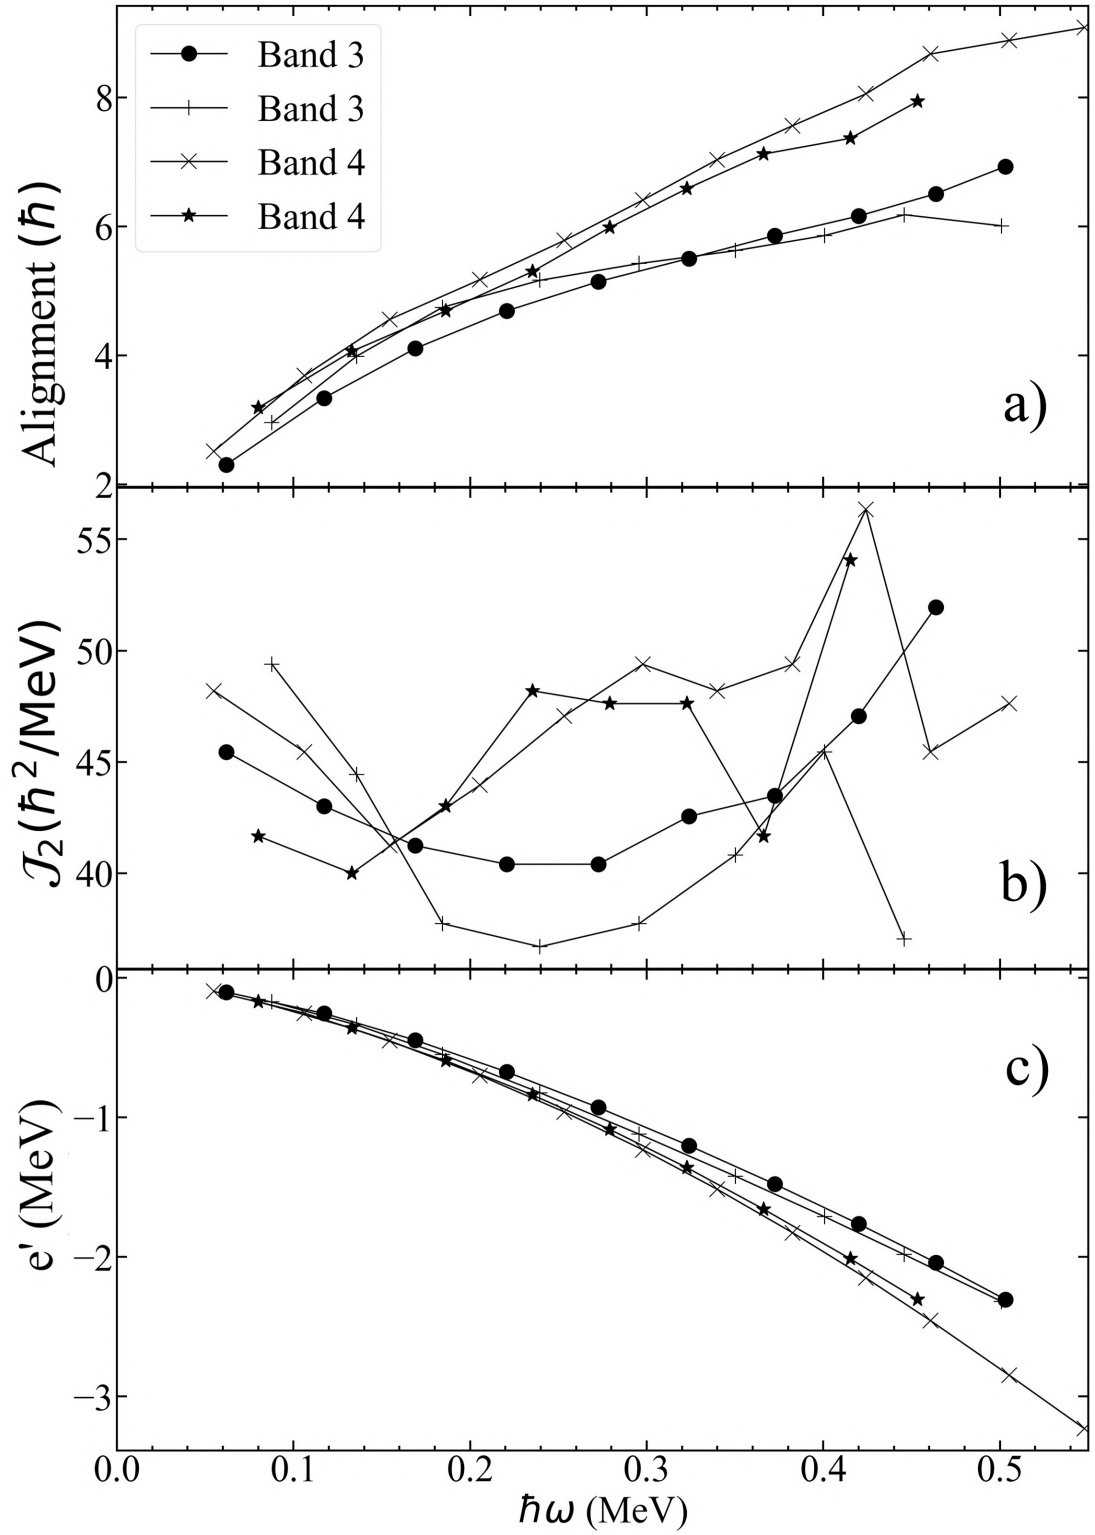 Band 3
Band 3
Band 4
Band 4
8
6
4
2
Alignment (ℏ)
a)
55
50
45
40
𝒥₂(ℏ²/MeV)
b)
0
−1
−2
−3
e' (MeV)
c)
0.0 0.1 0.2 0.3 0.4 0.5
ℏω (MeV)